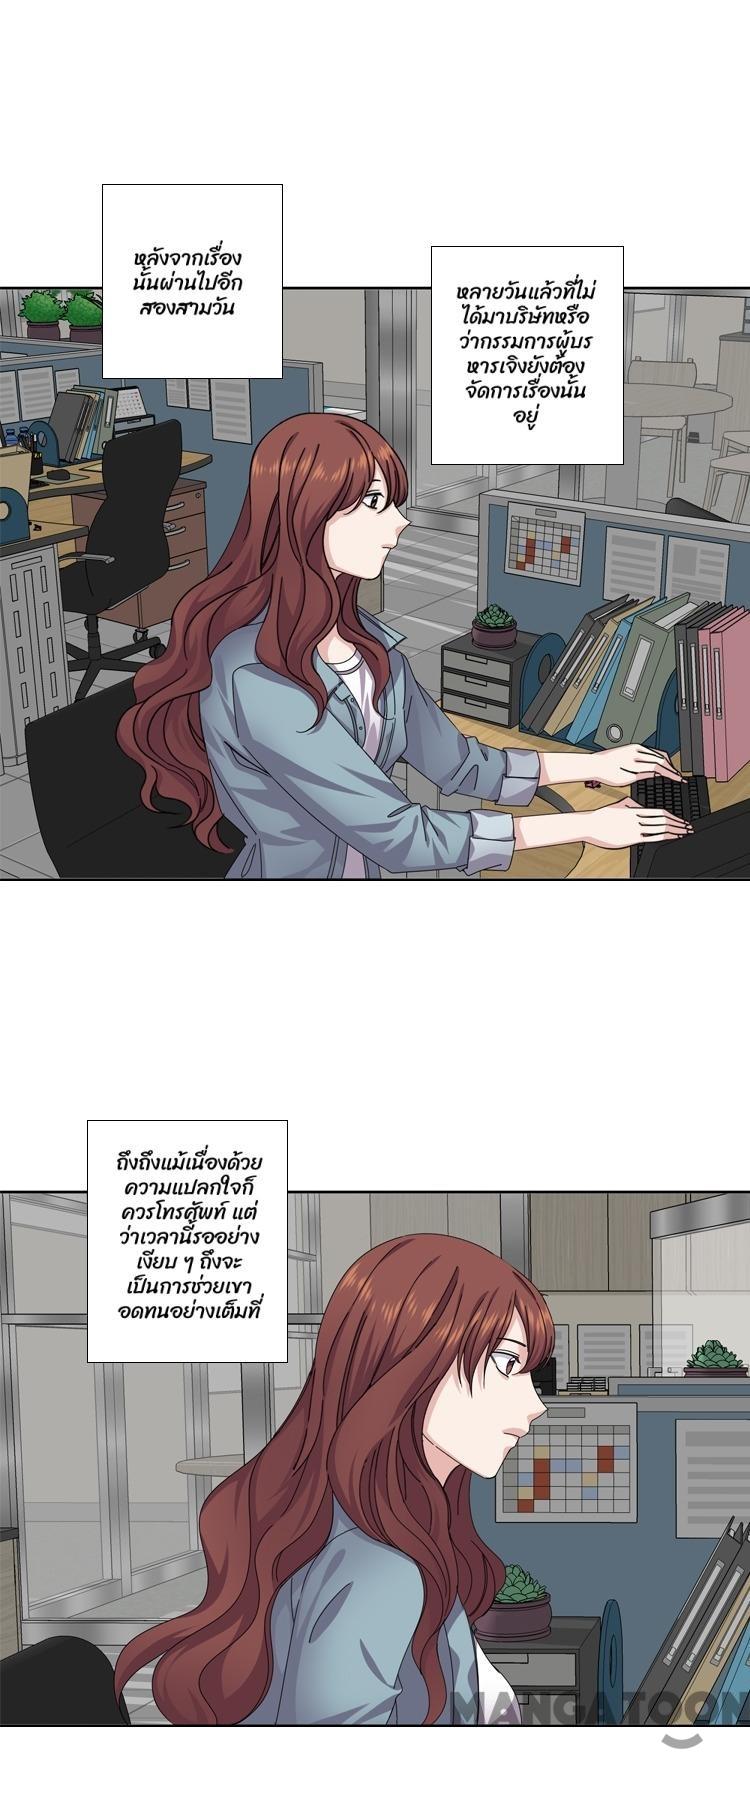 หลังจากเรื่อง
นั้นผ่านไปอีก
สองสามวัน
หลายวันแล้วที่ไม่
ได้มาบริษัทหรือ
ว่ากรรมการผู้บร
หารเจิงยังต้อง
จัดการเรื่องนั้น
อยู่
ถึงถึงแม้เนื่องด้วย
ความแปลกใจก็
ควรโทรศัพท์ แต่
ว่าเวลานี้รออย่าง
เงียบ ๆ ถึงจะ
เป็นการช่วยเขา
อดทนอย่างเต็มที่
MANGATOON